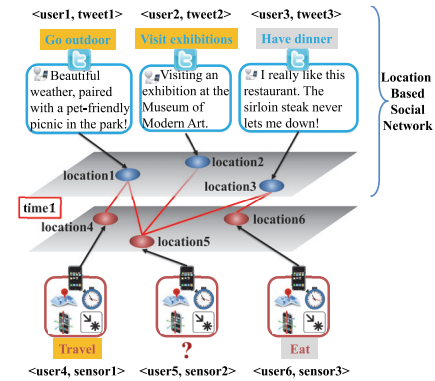 <user1, tweet1> <user2, tweet2> <user3, tweet3>
Go outdoor
Visit exhibitions
Have dinner
Beautiful
weather, paired
with a pet-friendly
picnic in the park!
Visiting an
exhibition at the
Museum of
Modern Art.
I really like this
restaurant. The
sirloin steak never
lets me down!
Location
Based
Social
Network
location1
location2
location3
time1
location4
location5
location6
Travel
?
Eat
<user4, sensor1> <user5, sensor2> <user6, sensor3>